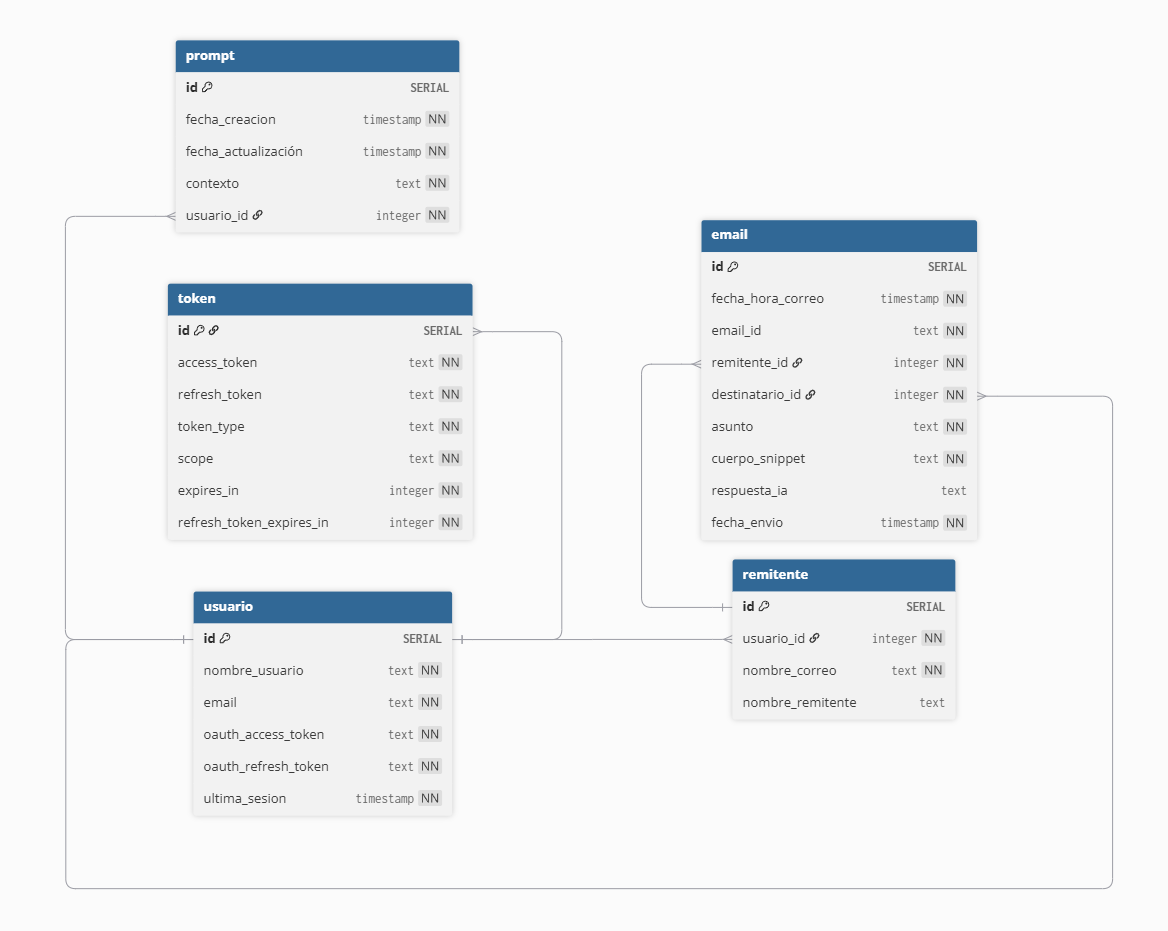 prompt
id SERIAL
fecha_creacion timestamp NN
fecha_actualización timestamp NN
contexto text NN
usuario_id integer NN
token
id SERIAL
access_token text NN
refresh_token text NN
token_type text NN
scope text NN
expires_in integer NN
refresh_token_expires_in integer NN
usuario
id SERIAL
nombre_usuario text NN
email text NN
oauth_access_token text NN
oauth_refresh_token text NN
ultima_sesion timestamp NN
email
id SERIAL
fecha_hora_correo timestamp NN
email_id text NN
remitente_id integer NN
destinatario_id integer NN
asunto text NN
cuerpo_snippet text NN
respuesta_ia text
fecha_envio timestamp NN
remitente
id SERIAL
usuario_id integer NN
nombre_correo text NN
nombre_remitente text